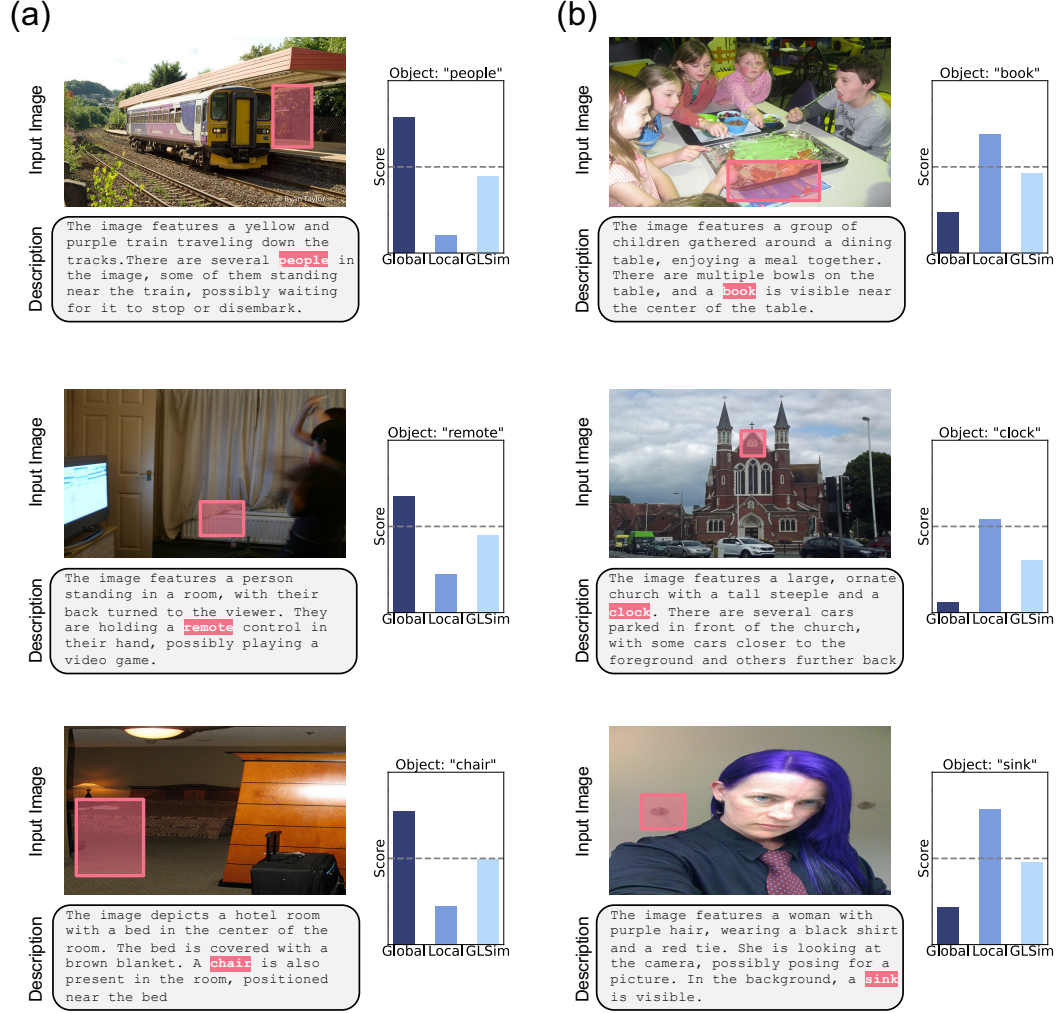 (a)
Input Image
© Ryan Taylor
Description
The image features a yellow and
purple train traveling down the
tracks.There are several people in
the image, some of them standing
near the train, possibly waiting
for it to stop or disembark.
Object: "people"
Score
Global Local GLSim
Input Image
Description
The image features a person
standing in a room, with their
back turned to the viewer. They
are holding a remote control in
their hand, possibly playing a
video game.
Object: "remote"
Score
Global Local GLSim
Input Image
Description
The image depicts a hotel room
with a bed in the center of the
room. The bed is covered with a
brown blanket. A chair is also
present in the room, positioned
near the bed
Object: "chair"
Score
Global Local GLSim
(b)
Input Image
Description
The image features a group of
children gathered around a dining
table, enjoying a meal together.
There are multiple bowls on the
table, and a book is visible near
the center of the table.
Object: "book"
Score
Global Local GLSim
Input Image
Description
The image features a large, ornate
church with a tall steeple and a
clock. There are several cars
parked in front of the church,
with some cars closer to the
foreground and others further back
Object: "clock"
Score
Global Local GLSim
Input Image
Description
The image features a woman with
purple hair, wearing a black shirt
and a red tie. She is looking at
the camera, possibly posing for a
picture. In the background, a sink
is visible.
Object: "sink"
Score
Global Local GLSim